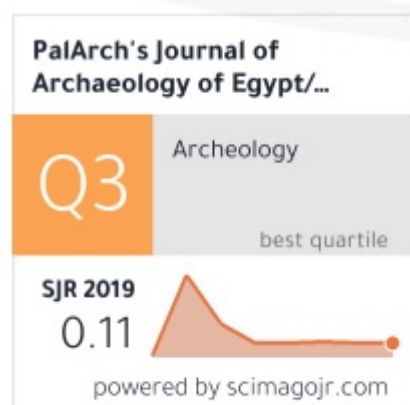 PalArch's Journal of
Archaeology of Egypt/...
Q3
Archeology
best quartile
SJR 2019
0.11
powered by scimagojr.com